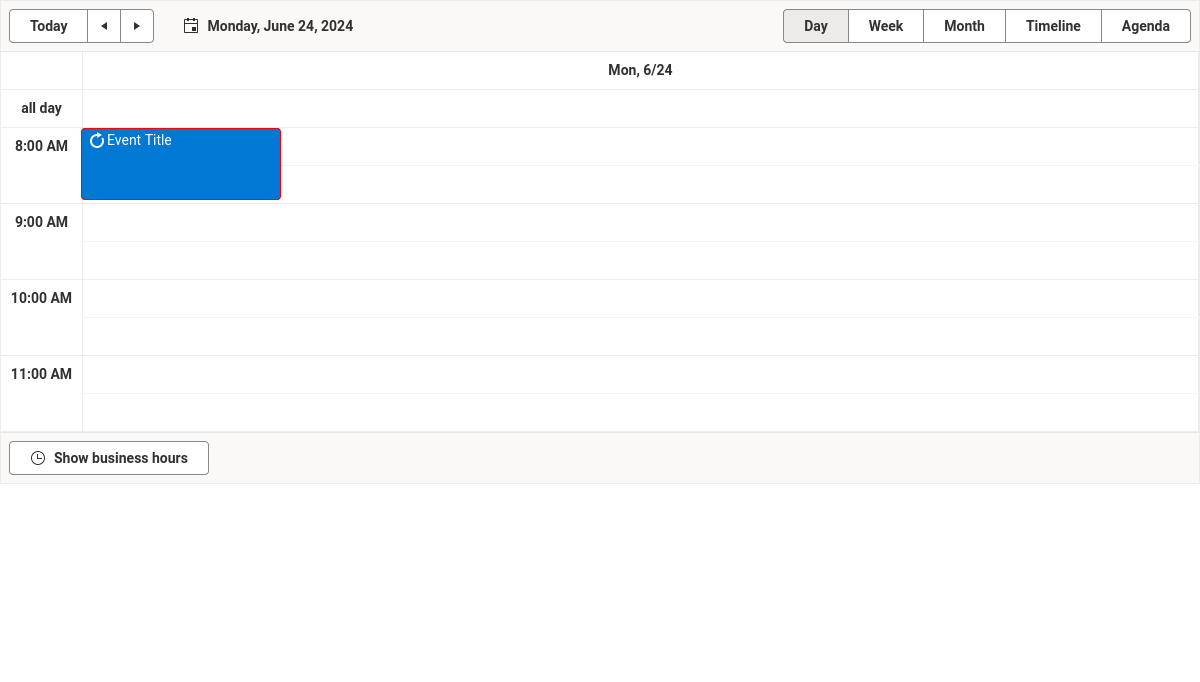 Today
Monday, June 24, 2024
Day
Week
Month
Timeline
Agenda
Mon, 6/24
all day
8:00 AM
Event Title
9:00 AM
10:00 AM
11:00 AM
Show business hours